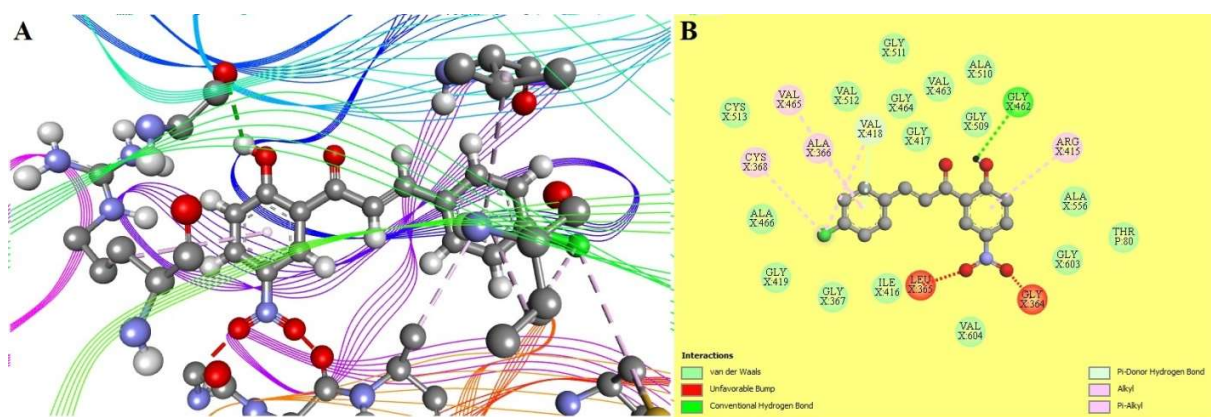 A
B
GLY
X:511
ALA
X:510
VAL
X:465
VAL
X:512
GLY
X:464
VAL
X:463
GLY
X:462
CYS
X:513
VAL
X:418
GLY
X:417
GLY
X:509
ARG
X:415
CYS
X:368
ALA
X:366
ALA
X:556
ALA
X:466
THR
P:80
GLY
X:603
GLY
X:419
GLY
X:367
ILE
X:416
LEU
X:365
GLY
X:364
VAL
X:604
Interactions
van der Waals
Unfavorable Bump
Conventional Hydrogen Bond
Pi-Donor Hydrogen Bond
Alkyl
Pi-Alkyl